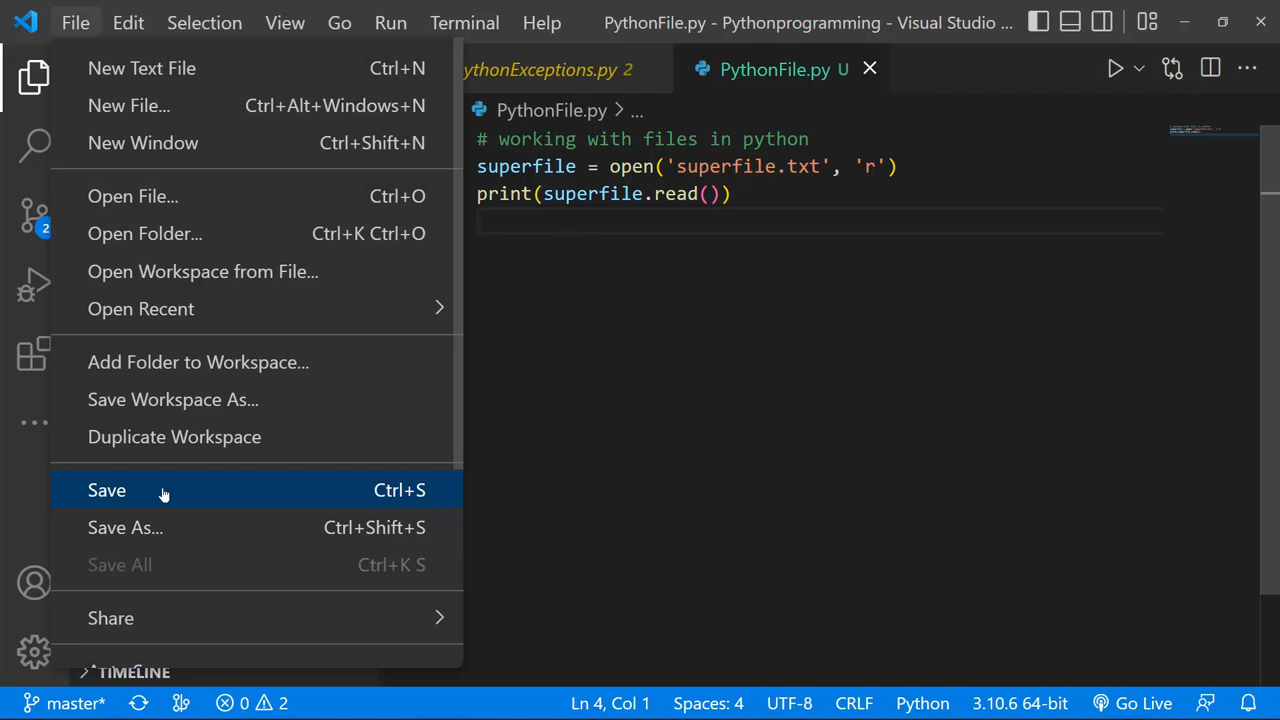 File Edit Selection View Go Run Terminal Help PythonFile.py - Pythonprogramming - Visual Studio ...
ythonExceptions.py 2 PythonFile.py U
PythonFile.py > ...
# working with files in python
superfile = open('superfile.txt', 'r')
print(superfile.read())
New Text File Ctrl+N
New File... Ctrl+Alt+Windows+N
New Window Ctrl+Shift+N
Open File... Ctrl+O
Open Folder... Ctrl+K Ctrl+O
Open Workspace from File...
Open Recent
Add Folder to Workspace...
Save Workspace As...
Duplicate Workspace
Save Ctrl+S
Save As... Ctrl+Shift+S
Save All Ctrl+K S
Share
2
TIMELINE
master* 0 2 Ln 4, Col 1 Spaces: 4 UTF-8 CRLF Python 3.10.6 64-bit Go Live